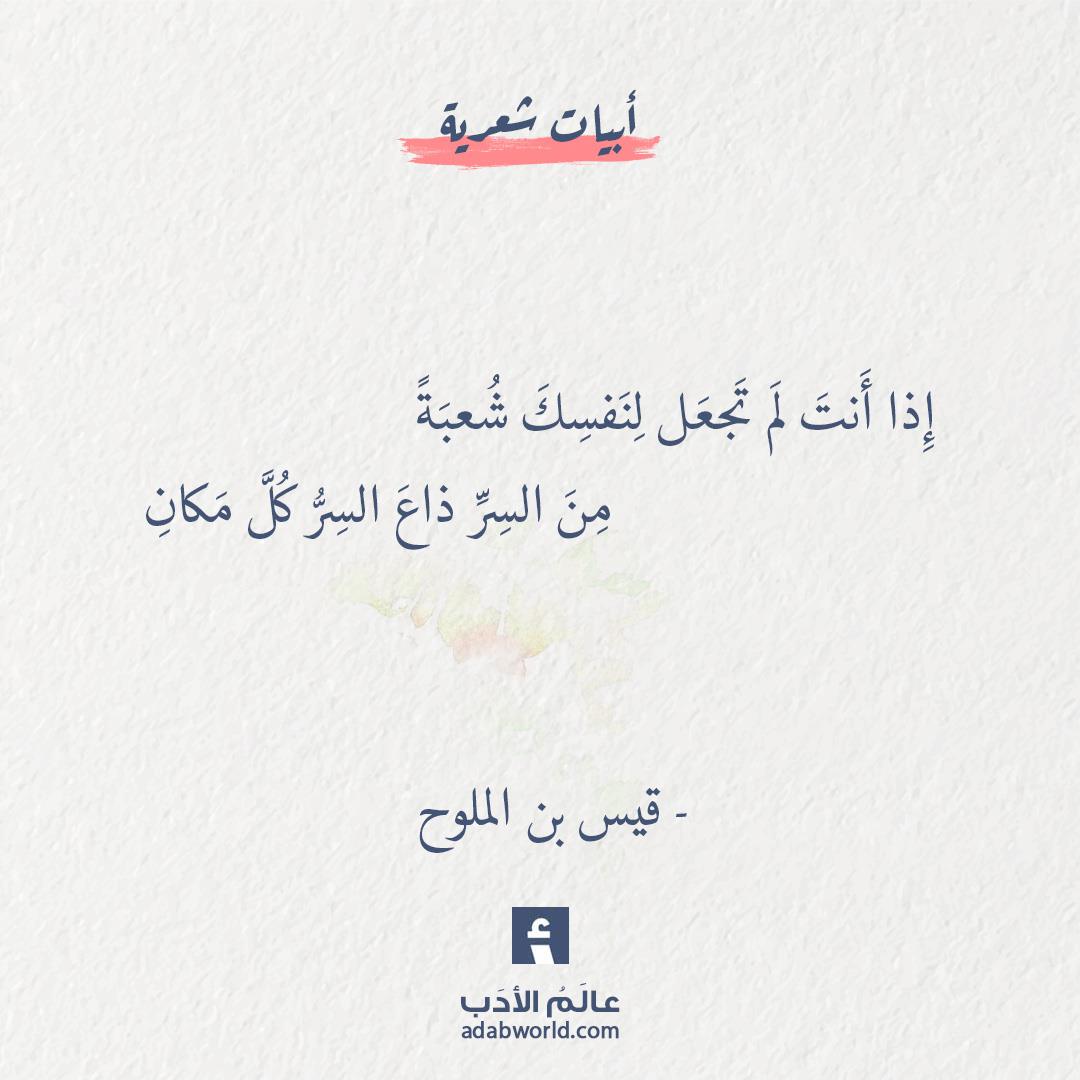 أبيات شعرية
إِذا أَنتَ لَم تَجعَل لِنَفسِكَ شُعبَةً
مِنَ السِرِّ ذاعَ السِرُّ كُلَّ مَكانِ
- قيس بن الملوح
أ
عالَمُ الأدَب
adabworld.com